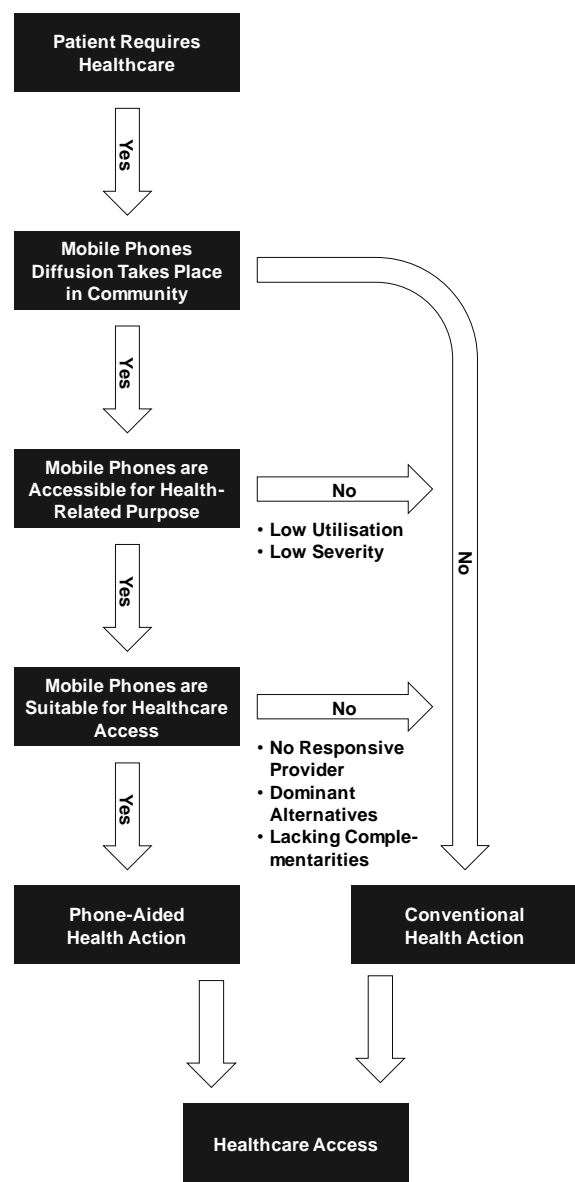 Patient Requires
Healthcare
Yes
Mobile Phones
Diffusion Takes Place
in Community
Yes
No
Mobile Phones are
Accessible for Health-
Related Purpose
No
• Low Utilisation
• Low Severity
Yes
Mobile Phones are
Suitable for Healthcare
Access
No
• No Responsive
Provider
• Dominant
Alternatives
• Lacking Comple-
mentarities
Yes
Phone-Aided
Health Action
Conventional
Health Action
Healthcare Access